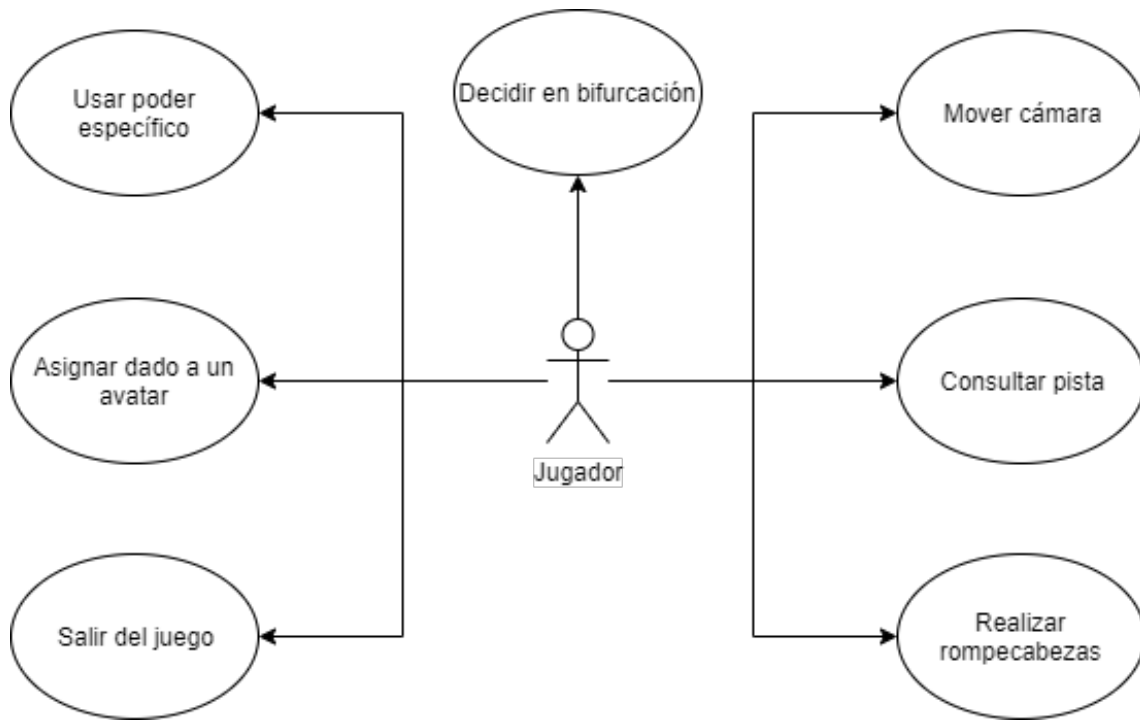 Usar poder
específico
Decidir en bifurcación
Mover cámara
Asignar dado a un
avatar
Consultar pista
Jugador
Salir del juego
Realizar
rompecabezas